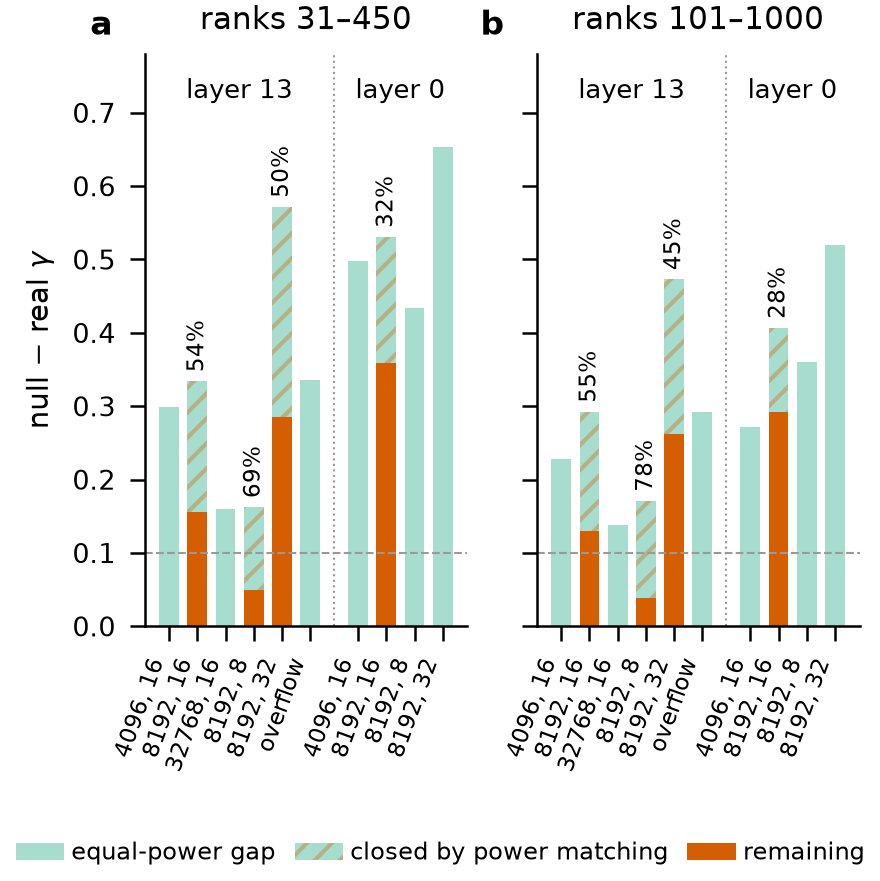 a
ranks 31–450
b
ranks 101–1000
layer 13
layer 0
layer 13
layer 0
null − real γ
0.7
0.6
0.5
0.4
0.3
0.2
0.1
0.0
54%
69%
50%
32%
55%
78%
45%
28%
4096, 16
8192, 16
32768, 16
8192, 8
8192, 32
overflow
4096, 16
8192, 16
8192, 8
8192, 32
4096, 16
8192, 16
32768, 16
8192, 8
8192, 32
overflow
4096, 16
8192, 16
8192, 8
8192, 32
equal-power gap
closed by power matching
remaining